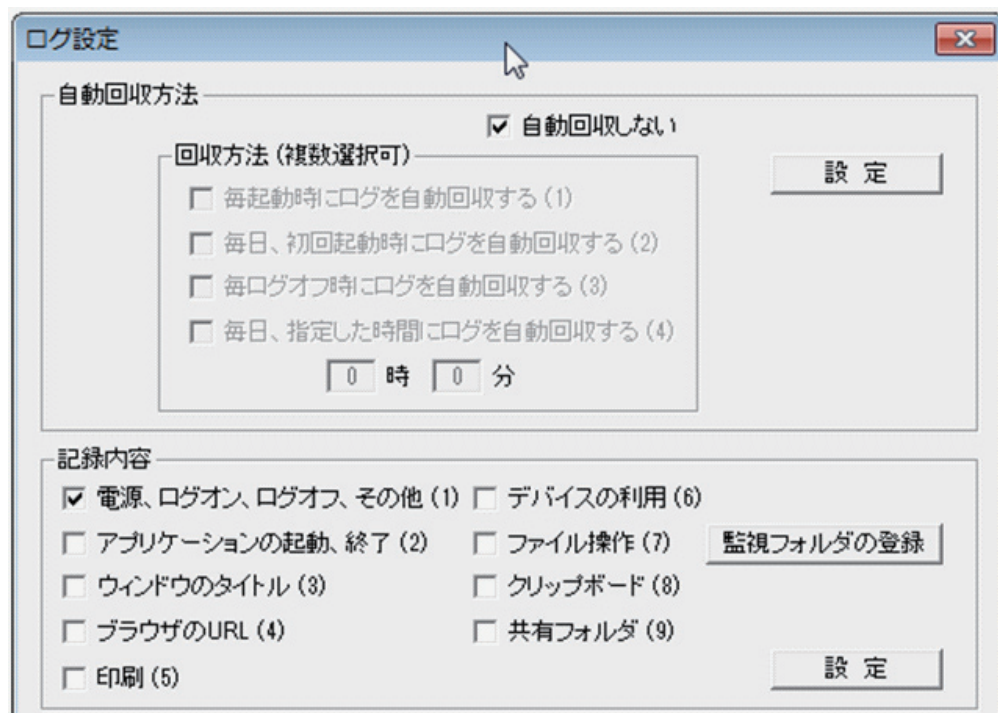 ログ設定
自動回収方法
自動回収しない
回収方法(複数選択可)
設 定
毎起動時にログを自動回収する(1)
毎日、初回起動時にログを自動回収する(2)
毎ログオフ時にログを自動回収する(3)
毎日、指定した時間にログを自動回収する(4)
0 時 0 分
記録内容
電源、ログオン、ログオフ、その他(1) デバイスの利用(6)
アプリケーションの起動、終了(2) ファイル操作(7) 監視フォルダの登録
ウィンドウのタイトル(3) クリップボード(8)
ブラウザのURL(4) 共有フォルダ(9)
印刷(5) 設 定